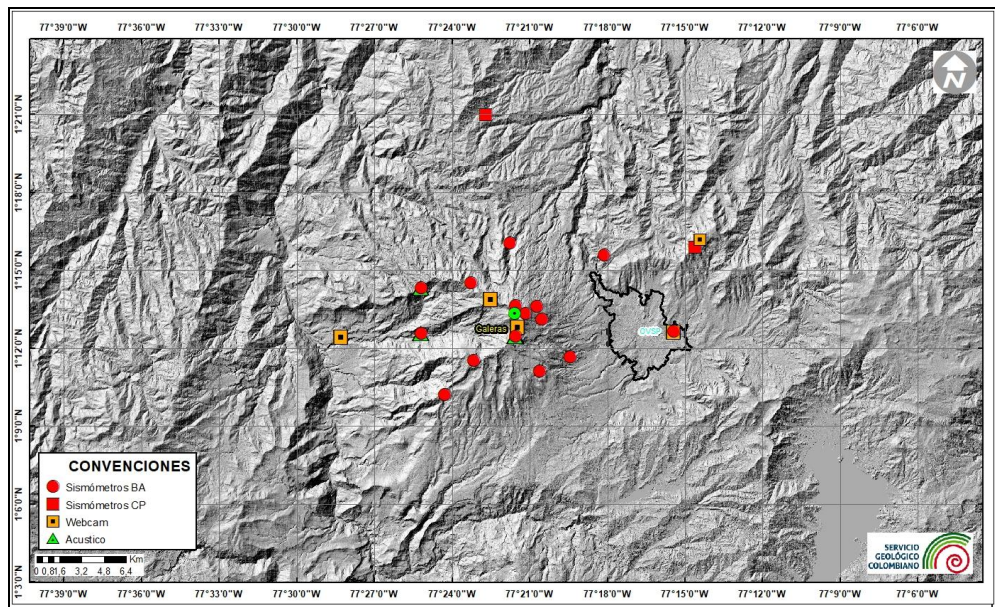 77°39'0"W 77°36'0"W 77°33'0"W 77°30'0"W 77°27'0"W 77°24'0"W 77°21'0"W 77°18'0"W 77°15'0"W 77°12'0"W 77°9'0"W 77°6'0"W
N
1°21'0"N
1°18'0"N
1°15'0"N
1°12'0"N
1°9'0"N
1°6'0"N
1°3'0"N
Galeras
OVSP
CONVENCIONES
Sismómetros BA
Sismómetros CP
Webcam
Acustico
Km
0 0,81,6 3,2 4,8 6,4
SERVICIO
GEOLÓGICO
COLOMBIANO
77°39'0"W 77°36'0"W 77°33'0"W 77°30'0"W 77°27'0"W 77°24'0"W 77°21'0"W 77°18'0"W 77°15'0"W 77°12'0"W 77°9'0"W 77°6'0"W